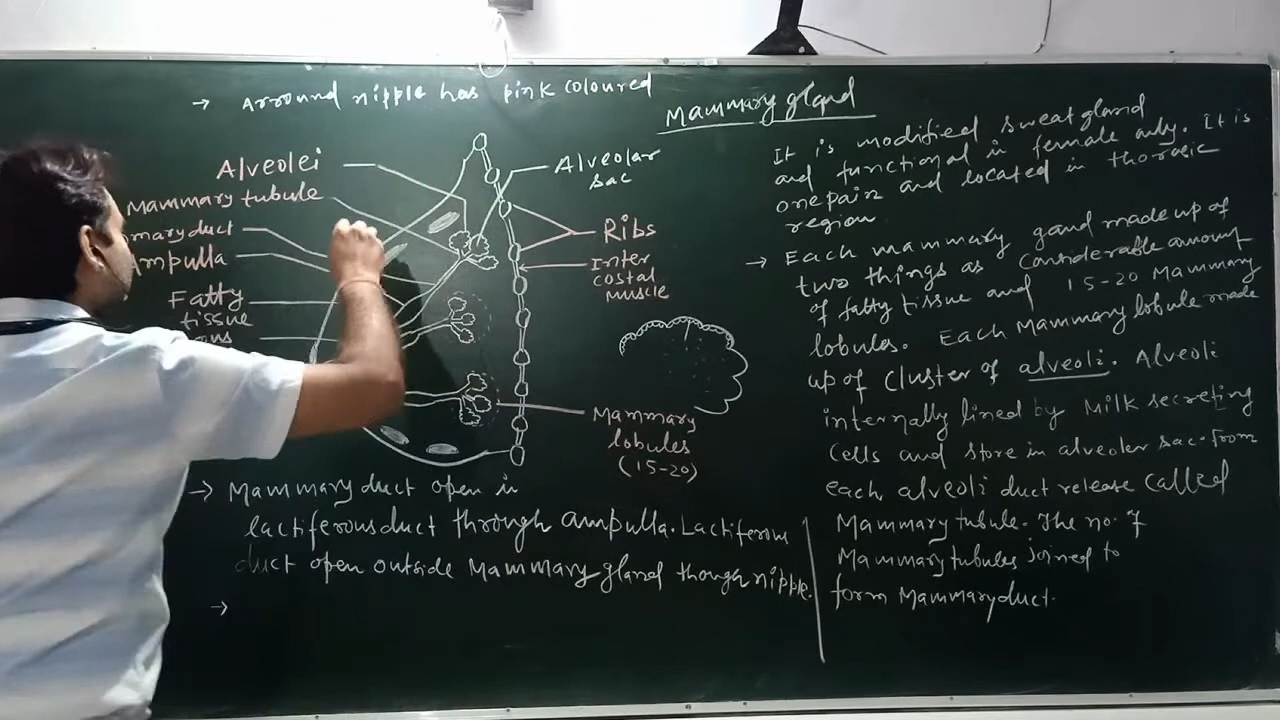 → Arround nipple has pink coloured
Mammary gland
Alveolei
Mammary tubule
mary duct
Ampulla
Fatty
tissue
ous
Alveolar
sac
Ribs
Inter
costal
muscle
Mammary
lobules
(15-20)
It is modified sweat gland
and functional in female only. It is
one pair and located in thoracic
region
→ Each mammary gand made up of
two things as Considerable amount
of fatty tissue and 15-20 Mammary
lobules. Each Mammary lobule made
up of Cluster of alveoli. Alveoli
internally lined by Milk secreting
Cells and store in alveoler sac. From
each alveoli duct release Called
Mammary tubule. The no. of
Mammary tubules joined to
form Mammary duct.
→ Mammary duct open in
lactiferous duct through ampulla. Lactiferous
duct open outside Mammary gland though nipple.
→